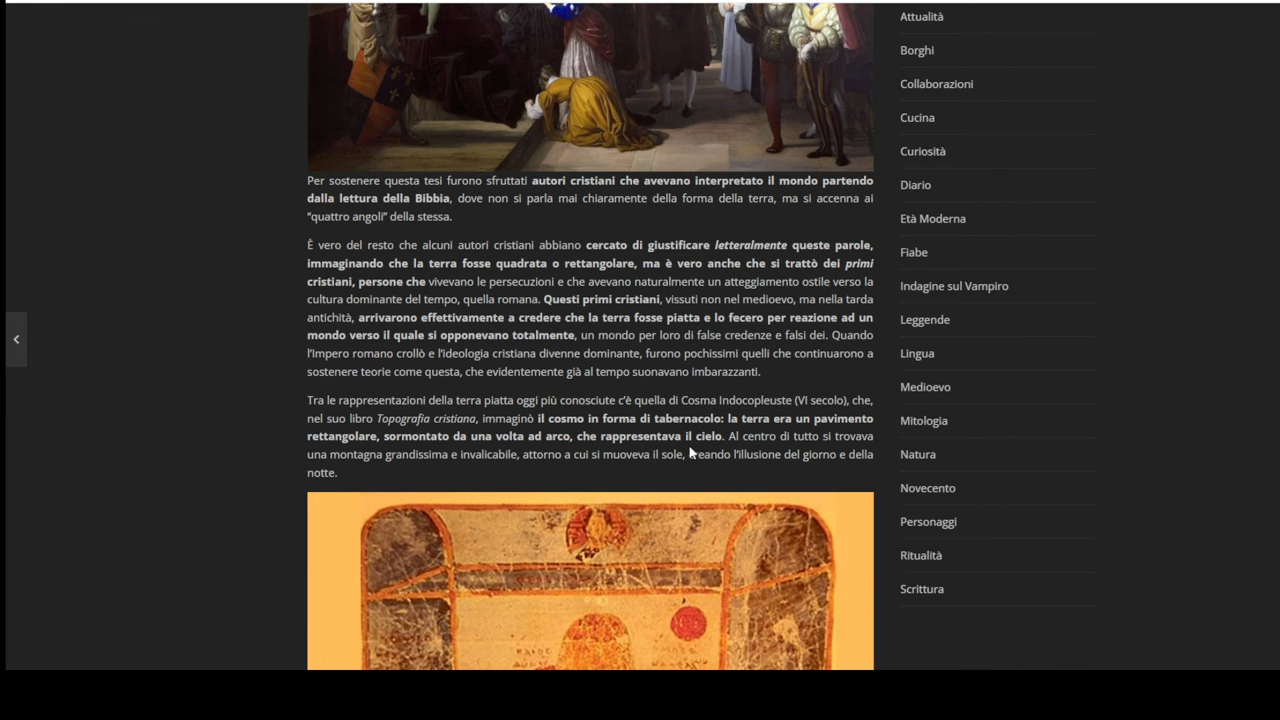 Per sostenere questa tesi furono sfruttati autori cristiani che avevano interpretato il mondo partendo
dalla lettura della Bibbia, dove non si parla mai chiaramente della forma della terra, ma si accenna ai
“quattro angoli” della stessa.
È vero del resto che alcuni autori cristiani abbiano cercato di giustificare letteralmente queste parole,
immaginando che la terra fosse quadrata o rettangolare, ma è vero anche che si trattò dei primi
cristiani, persone che vivevano le persecuzioni e che avevano naturalmente un atteggiamento ostile verso la
cultura dominante del tempo, quella romana. Questi primi cristiani, vissuti non nel medioevo, ma nella tarda
antichità, arrivarono effettivamente a credere che la terra fosse piatta e lo fecero per reazione ad un
mondo verso il quale si opponevano totalmente, un mondo per loro di false credenze e falsi dei. Quando
l’Impero romano crollò e l’ideologia cristiana divenne dominante, furono pochissimi quelli che continuarono a
sostenere teorie come questa, che evidentemente già al tempo suonavano imbarazzanti.
Tra le rappresentazioni della terra piatta oggi più conosciute c’è quella di Cosma Indocopleuste (VI secolo), che,
nel suo libro Topografia cristiana, immaginò il cosmo in forma di tabernacolo: la terra era un pavimento
rettangolare, sormontato da una volta ad arco, che rappresentava il cielo. Al centro di tutto si trovava
una montagna grandissima e invalicabile, attorno a cui si muoveva il sole, creando l’illusione del giorno e della
notte.
Attualità
Borghi
Collaborazioni
Cucina
Curiosità
Diario
Età Moderna
Fiabe
Indagine sul Vampiro
Leggende
Lingua
Medioevo
Mitologia
Natura
Novecento
Personaggi
Ritualità
Scrittura